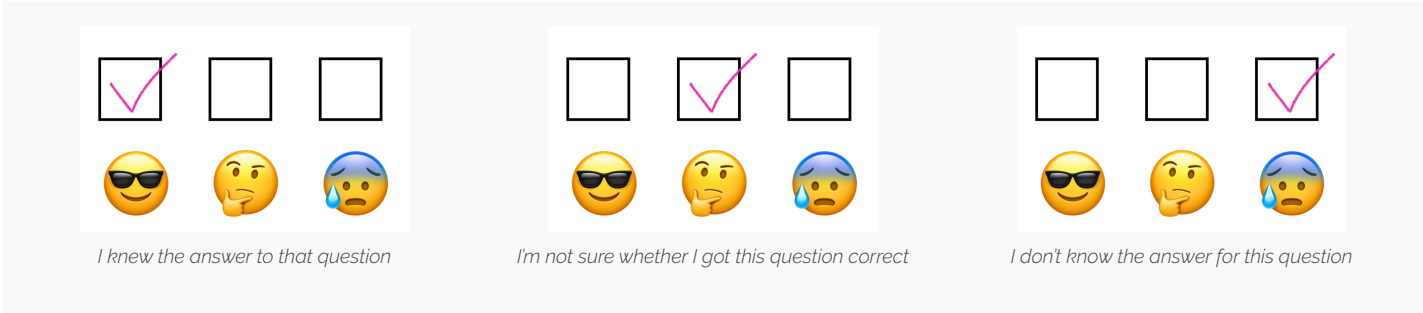 I knew the answer to that question
I'm not sure whether I got this question correct
I don't know the answer for this question